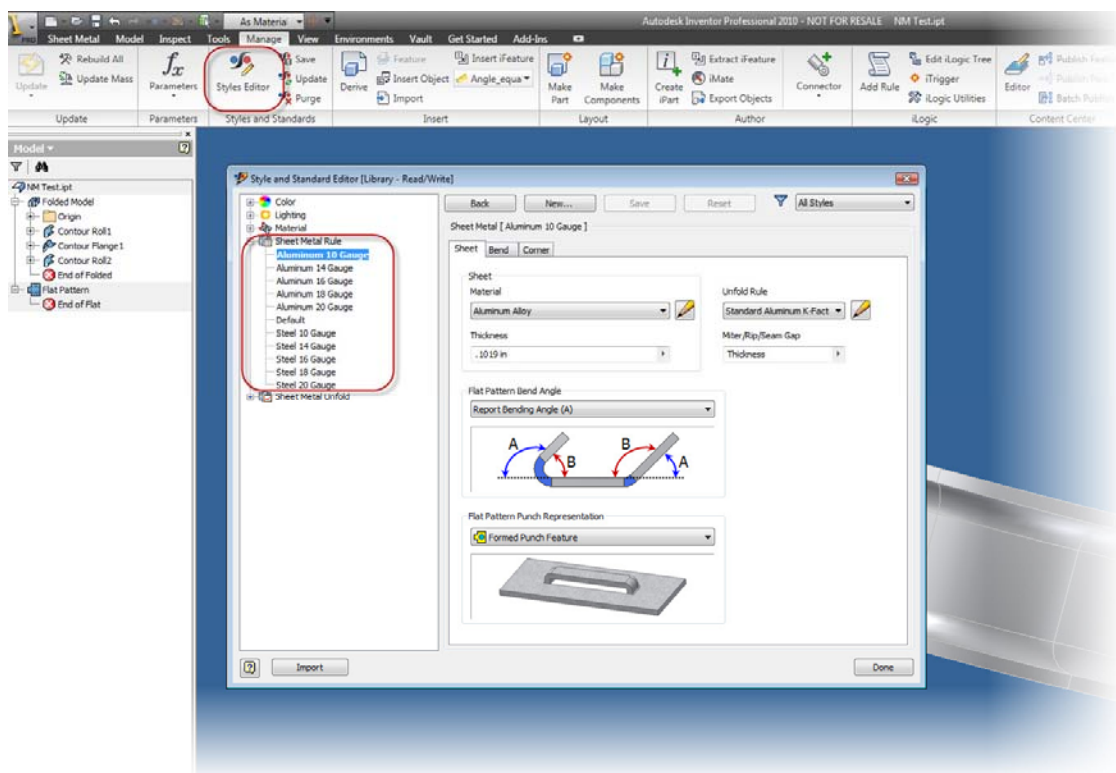 As Material
Autodesk Inventor Professional 2010 - NOT FOR RESALE NM Test.ipt
PRO
Sheet Metal Model Inspect Tools Manage View Environments Vault Get Started Add-Ins
Update
Rebuild All
Update Mass
Parameters
Styles Editor
Save
Update
Purge
Derive
Feature
Insert Object
Import
Insert iFeature
Angle_equa
Make Part
Make Components
Create iPart
Extract iFeature
iMate
Export Objects
Connector
Add Rule
Edit iLogic Tree
iTrigger
iLogic Utilities
Editor
Publish
Batch
Update Parameters Styles and Standards Insert Layout Author iLogic Content Center
Model
NM Test.ipt
Folded Model
Origin
Contour Roll1
Contour Flange1
Contour Roll2
End of Folded
Flat Pattern
End of Flat
Style and Standard Editor [Library - Read/Write]
Color
Lighting
Material
Sheet Metal Rule
Aluminum 10 Gauge
Aluminum 14 Gauge
Aluminum 16 Gauge
Aluminum 18 Gauge
Aluminum 20 Gauge
Default
Steel 10 Gauge
Steel 14 Gauge
Steel 16 Gauge
Steel 18 Gauge
Steel 20 Gauge
Sheet Metal Unfold
Back New... Save Reset All Styles
Sheet Metal [ Aluminum 10 Gauge ]
Sheet Bend Corner
Sheet
Material
Aluminum Alloy
Thickness
.1019 in
Unfold Rule
Standard Aluminum K-Fact
Miter/Rip/Seam Gap
Thickness
Flat Pattern Bend Angle
Report Bending Angle (A)
A B B A
Flat Pattern Punch Representation
Formed Punch Feature
Import
Done